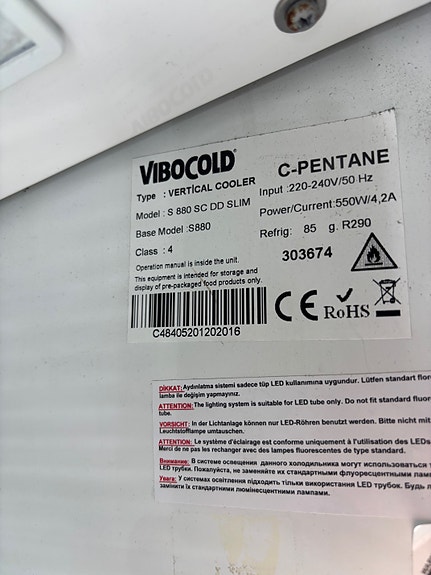 VIBOCOLD®
C-PENTANE
Type : VERTİCAL COOLER
Input :220-240V/50 Hz
Model : S 880 SC DD SLIM
Power/Current:550W/4,2A
Base Model :S880
Refrig: 85 g. R290
Class : 4
303674
Operation manual is inside the unit.
This equipment is intended for storage and
display of pre-packaged food products only.
CE
RoHS
C48405201202016
DİKKAT: Aydınlatma sistemi sadece tüp LED kullanımına uygundur. Lütfen standart
lamba ile değişim yapmayınız.
ATTENTION: The lighting system is suitable for LED tube only. Do not fit standard
tube.
VORSICHT: In der Lichtanlage können nur LED-Röhren benutzt werden. Bitte nicht mit
Leuchtstofflampe umtauschen.
ATTENTION: Le système d'éclairage est conforme uniquement à l'utilisation des LEDs
Merci de ne pas les rechanger avec des lampes fluorescentes de type standard.
Внимание: В системе освещения данного холодильника могут использоваться
LED трубки. Пожалуйста, не заменяйте их стандартными флуоресцентными
Увага: У системах освітлення підходить тільки використання LED трубок. Будь
замінити їх стандартними люмінесцентними лампами.